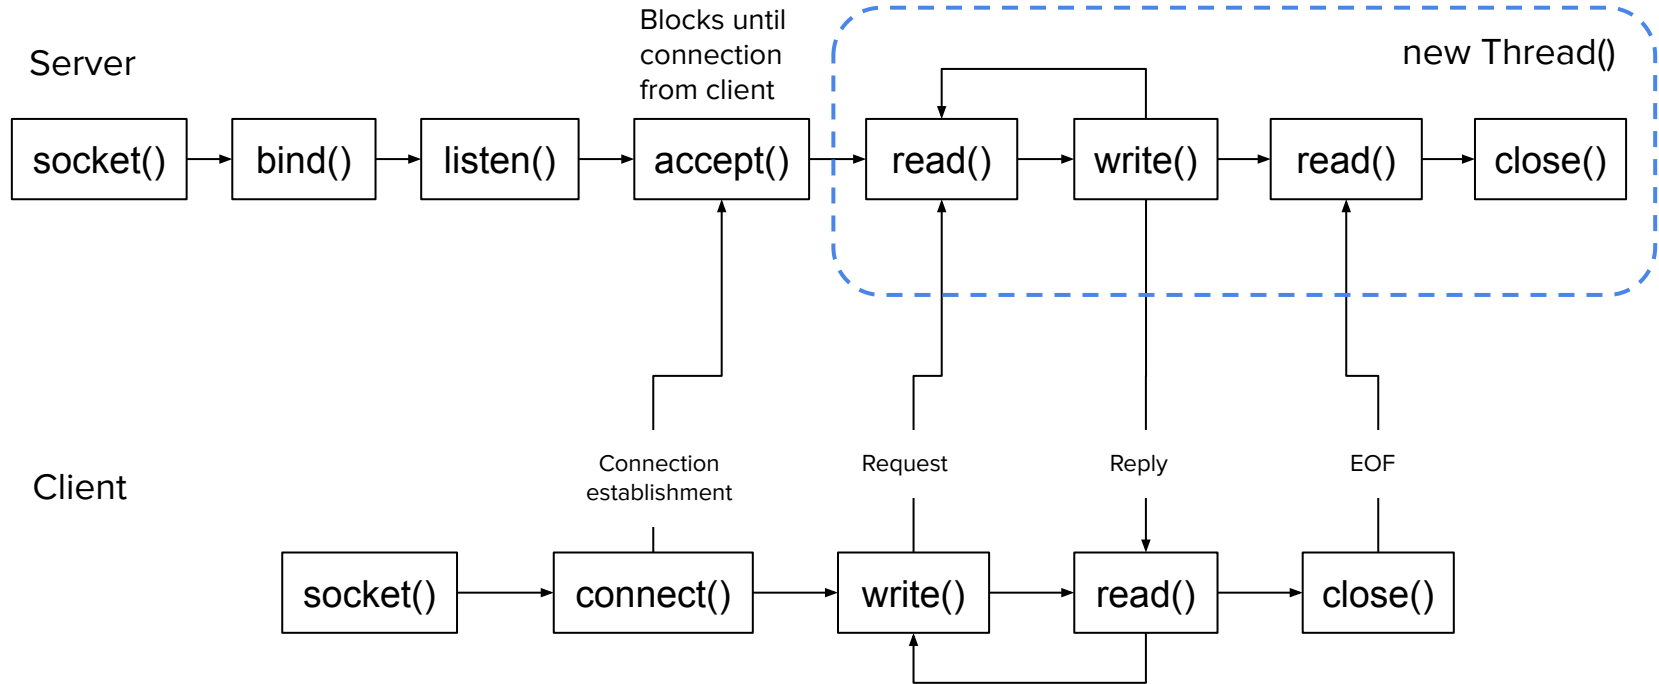 Blocks until
connection
from client
new Thread()
Server
socket()
bind()
listen()
accept()
read()
write()
read()
close()
Connection
establishment
Request
Reply
EOF
Client
socket()
connect()
write()
read()
close()